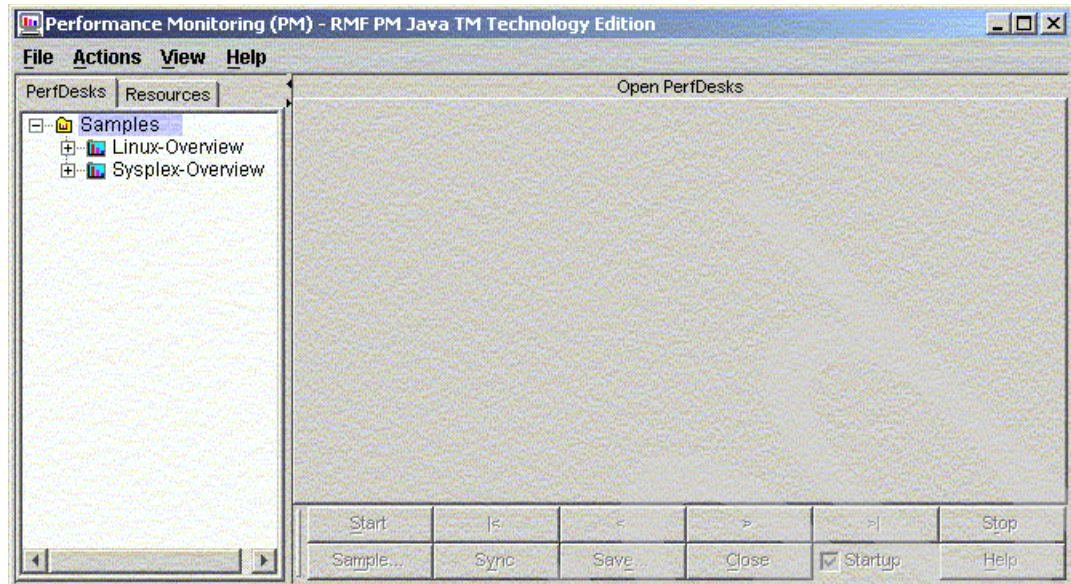 Performance Monitoring (PM) - RMF PM Java TM Technology Edition
File Actions View Help
PerfDesks Resources
Open PerfDesks
Samples
Linux-Overview
Sysplex-Overview
Start |< < > >| Stop
Sample... Sync Save... Close Startup Help